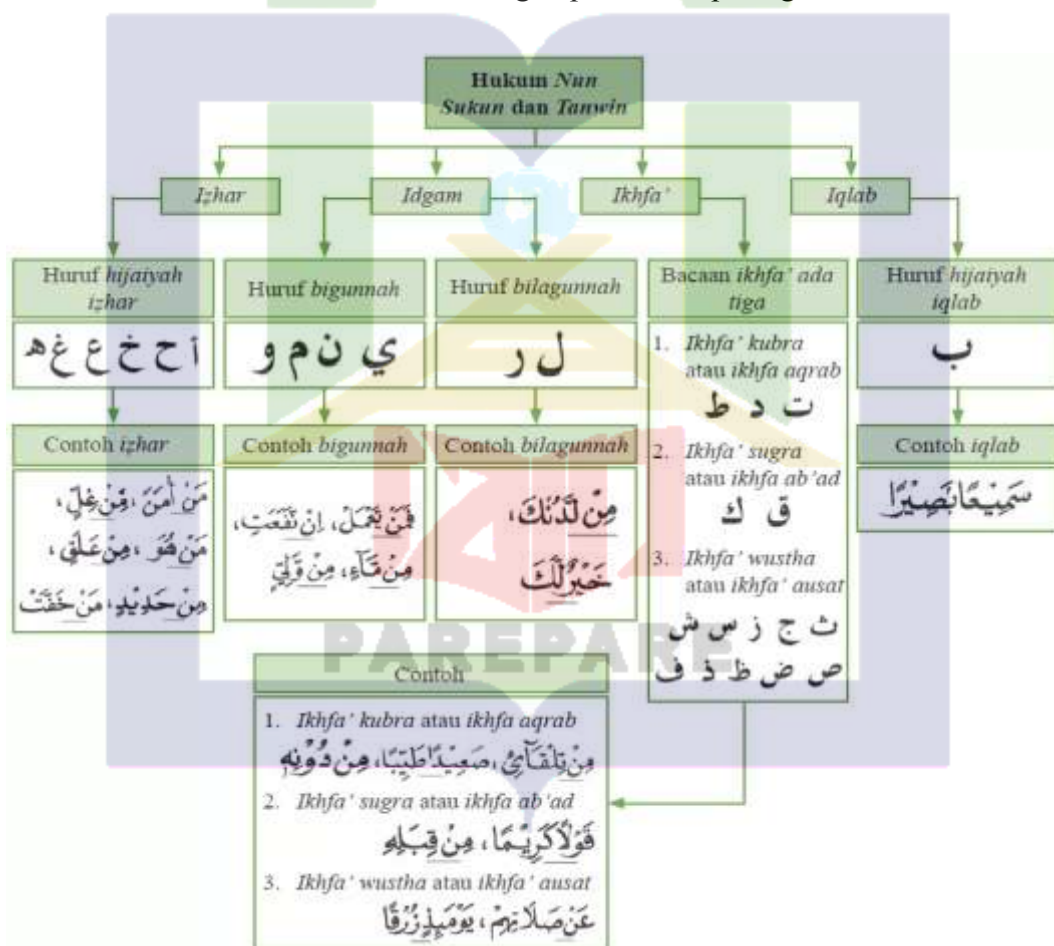 Hukum Nun
Sukun dan Tanwin
Izhar
Idgam
Ikhfa'
Iqlab
Huruf hijaiyah
izhar
أ ح خ ع غ ه
Contoh izhar
مَنْ أٰمَنَ، مِنْ غِلٍّ،
مَنْ هُوَ، مِنْ عَلَقٍ،
مِنْ حَدِيْدٍ، مَنْ خَفَّتْ
Huruf bigunnah
ي ن م و
Contoh bigunnah
فَمَنْ يَعْمَلْ، اِنْ نَّفَعَتِ،
مِنْ مَّآءٍ، مِنْ وَّلِيٍّ
Huruf bilagunnah
ل ر
Contoh bilagunnah
مِنْ لَّدُنْكَ،
خَيْرٌ لَّكَ
Bacaan ikhfa' ada
tiga
1. Ikhfa' kubra
atau ikhfa aqrab
ت د ط
2. Ikhfa' sugra
atau ikhfa ab'ad
ق ك
3. Ikhfa' wustha
atau ikhfa' ausat
ث ج ز س ش
ص ض ظ ذ ف
Huruf hijaiyah
iqlab
ب
Contoh iqlab
سَمِيْعًا بَصِيْرًا
PAREPARE
Contoh
1. Ikhfa' kubra atau ikhfa aqrab
مِنْ تِلْقَآئِ، صَعِيْدًا طَيِّبًا، مِنْ دُوْنِهٖ
2. Ikhfa' sugra atau ikhfa ab'ad
قَوْلًا كَرِيْمًا، مِنْ قِبَلِهِ
3. Ikhfa' wustha atau ikhfa' ausat
عَنْ صَلَاتِهِمْ، يَوْمَئِذٍ زُرْقًا